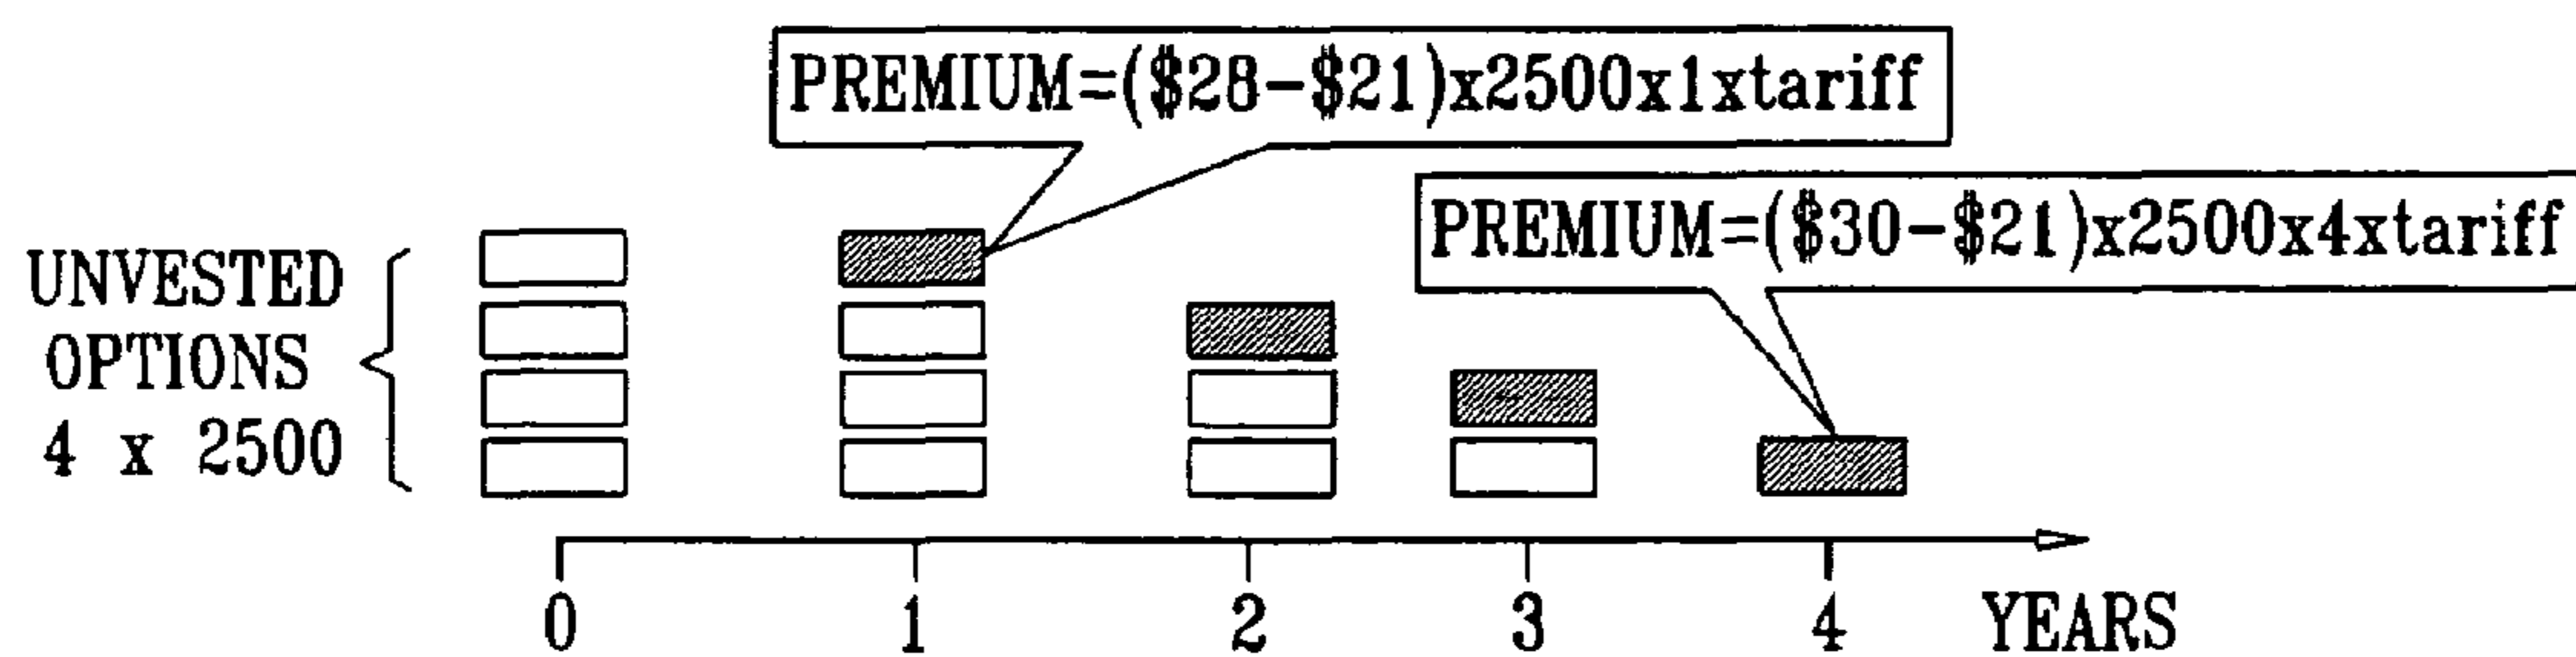 PREMIUM=($28-$21)x2500x1xtariff
PREMIUM=($30-$21)x2500x4xtariff
UNVESTED
OPTIONS
4 x 2500
0 1 2 3 4 YEARS